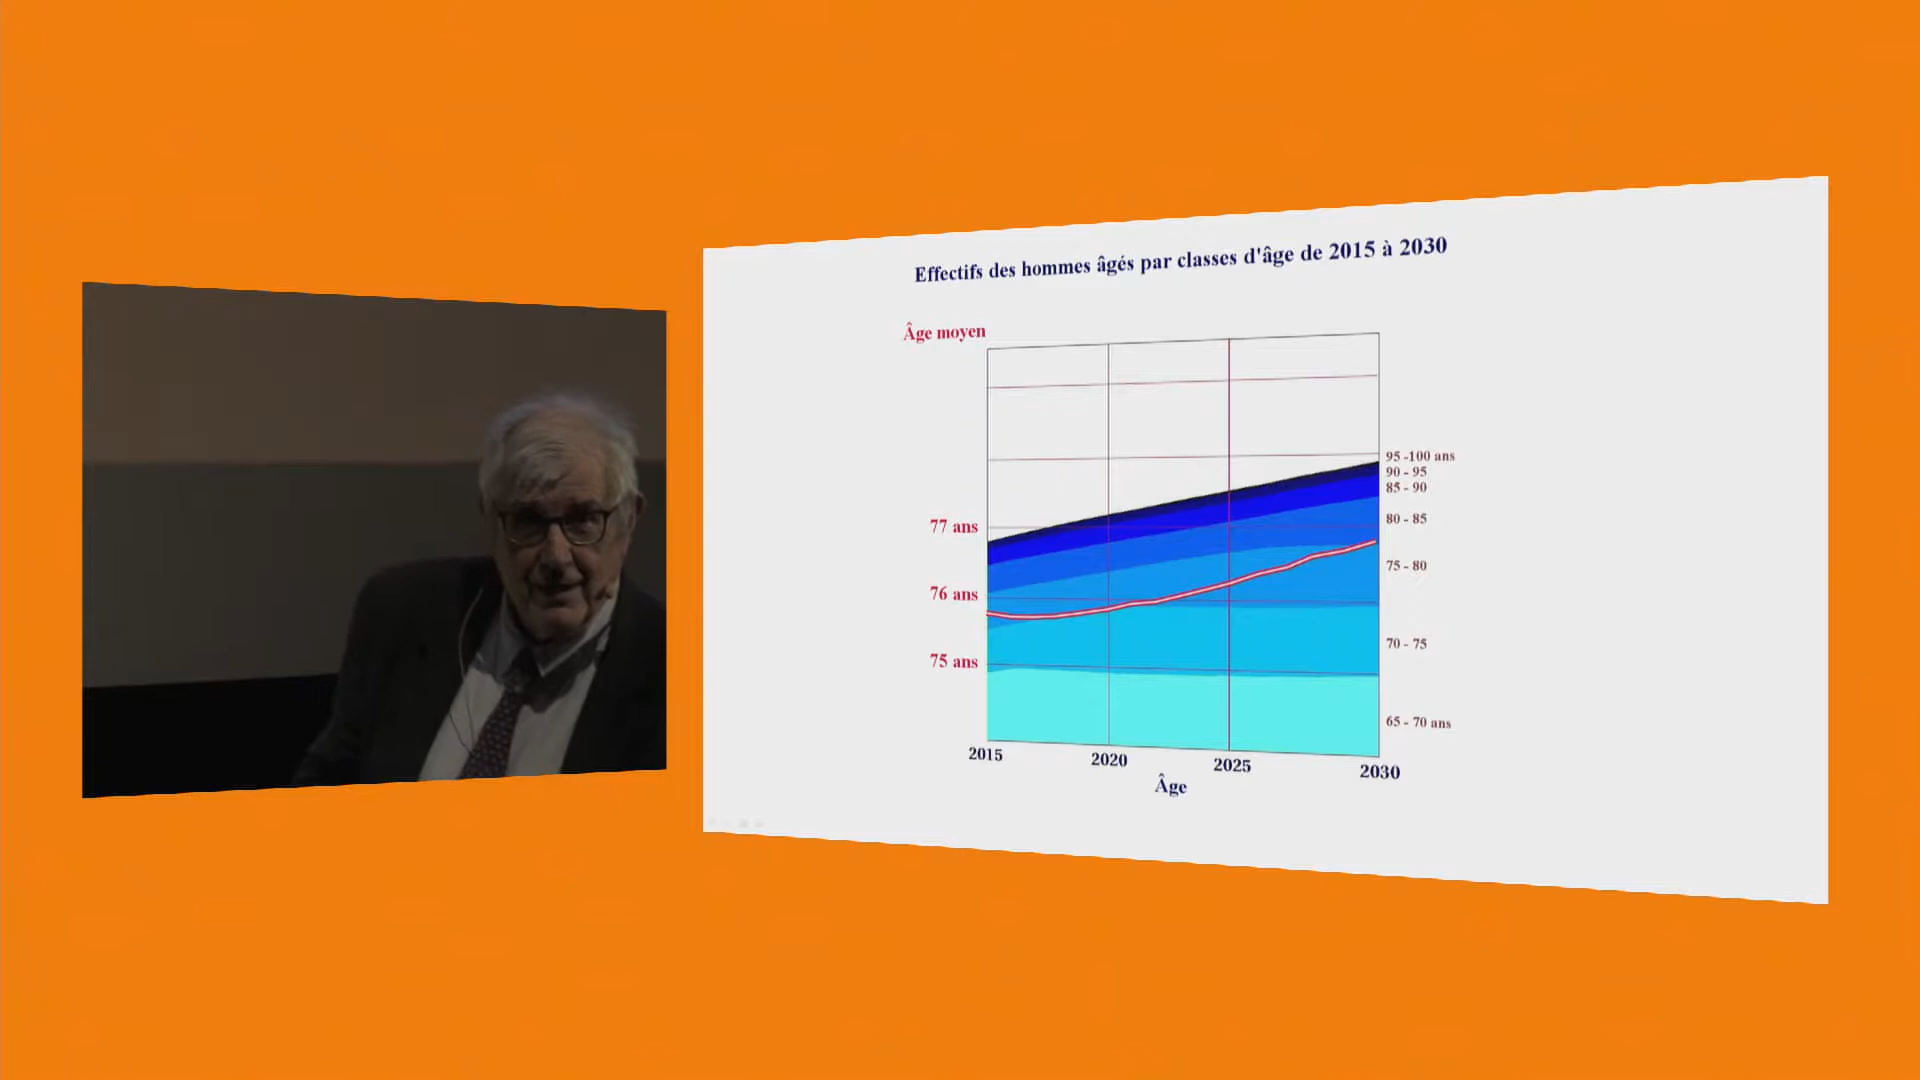 Effectifs des hommes âgés par classes d'âge de 2015 à 2030
Âge moyen
95 -100 ans
90 - 95
85 - 90
80 - 85
77 ans
75 - 80
76 ans
70 - 75
75 ans
65 - 70 ans
2015
2020
2025
2030
Âge